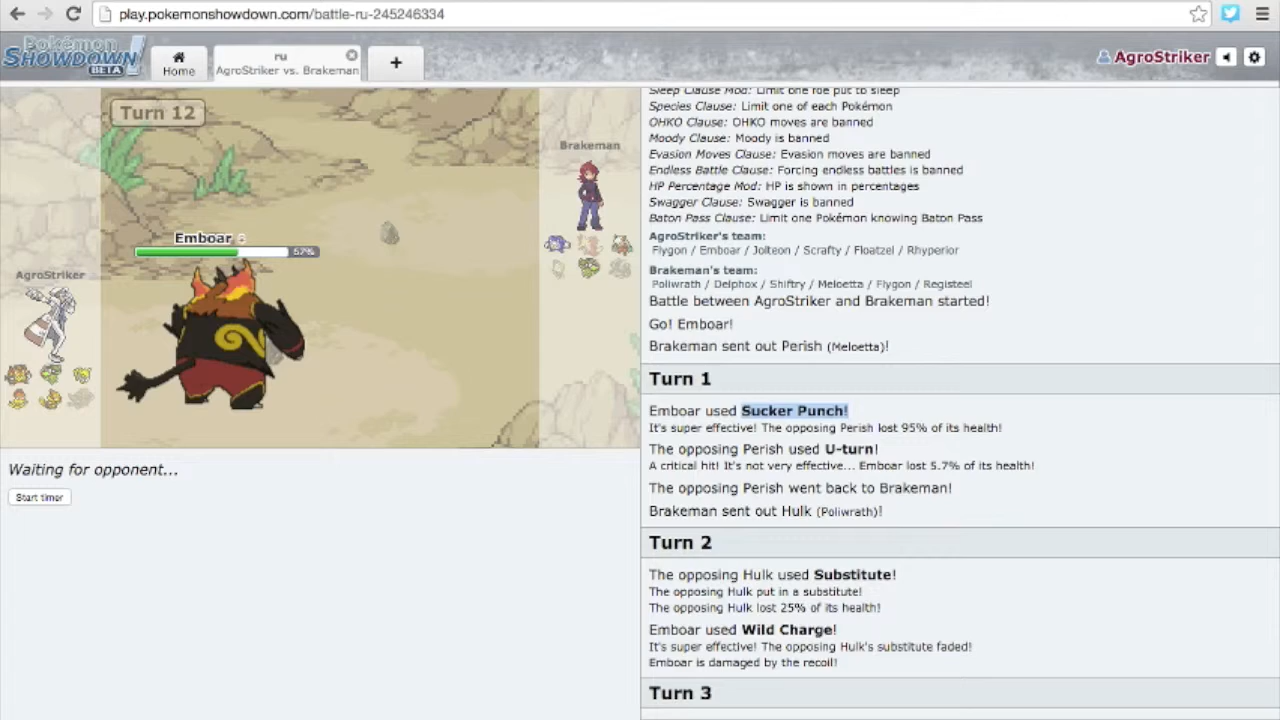 play.pokemonshowdown.com/battle-ru-245246334
Pokémon
SHOWDOWN!
BETA
Home
ru
AgroStriker vs. Brakeman
+
AgroStriker
Turn 12
Brakeman
Emboar
57%
AgroStriker
Waiting for opponent...
Start timer
Sleep Clause Mod: Limit one foe put to sleep
Species Clause: Limit one of each Pokémon
OHKO Clause: OHKO moves are banned
Moody Clause: Moody is banned
Evasion Moves Clause: Evasion moves are banned
Endless Battle Clause: Forcing endless battles is banned
HP Percentage Mod: HP is shown in percentages
Swagger Clause: Swagger is banned
Baton Pass Clause: Limit one Pokémon knowing Baton Pass
AgroStriker's team:
Flygon / Emboar / Jolteon / Scrafty / Floatzel / Rhyperior
Brakeman's team:
Poliwrath / Delphox / Shiftry / Meloetta / Flygon / Registeel
Battle between AgroStriker and Brakeman started!
Go! Emboar!
Brakeman sent out Perish (Meloetta)!
Turn 1
Emboar used Sucker Punch!
It's super effective! The opposing Perish lost 95% of its health!
The opposing Perish used U-turn!
A critical hit! It's not very effective... Emboar lost 5.7% of its health!
The opposing Perish went back to Brakeman!
Brakeman sent out Hulk (Poliwrath)!
Turn 2
The opposing Hulk used Substitute!
The opposing Hulk put in a substitute!
The opposing Hulk lost 25% of its health!
Emboar used Wild Charge!
It's super effective! The opposing Hulk's substitute faded!
Emboar is damaged by the recoil!
Turn 3